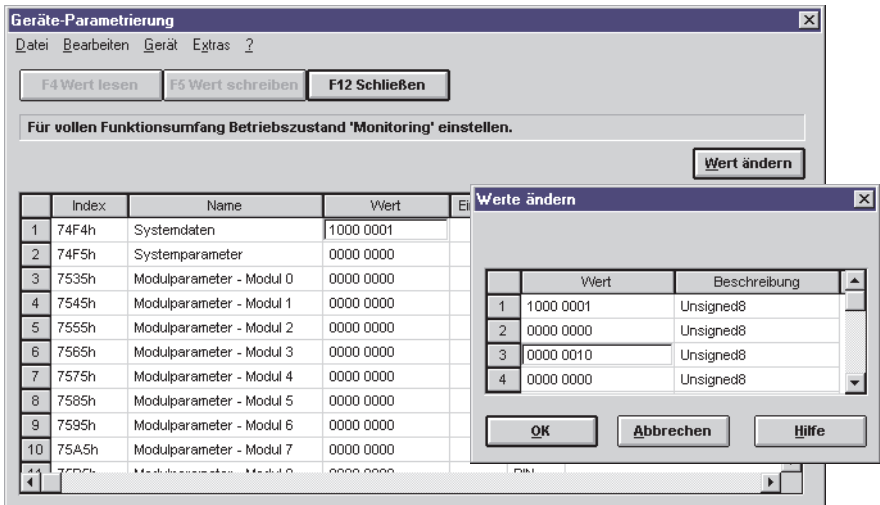 Geräte-Parametrierung
Datei Bearbeiten Gerät Extras ?
F4 Wert lesen F5 Wert schreiben F12 Schließen
Für vollen Funktionsumfang Betriebszustand 'Monitoring' einstellen.
Wert ändern
Index Name Wert Ei
1 74F4h Systemdaten 1000 0001
2 74F5h Systemparameter 0000 0000
3 7535h Modulparameter - Modul 0 0000 0000
4 7545h Modulparameter - Modul 1 0000 0000
5 7555h Modulparameter - Modul 2 0000 0000
6 7565h Modulparameter - Modul 3 0000 0000
7 7575h Modulparameter - Modul 4 0000 0000
8 7585h Modulparameter - Modul 5 0000 0000
9 7595h Modulparameter - Modul 6 0000 0000
10 75A5h Modulparameter - Modul 7 0000 0000
Werte ändern
Wert Beschreibung
1 1000 0001 Unsigned8
2 0000 0000 Unsigned8
3 0000 0010 Unsigned8
4 0000 0000 Unsigned8
OK Abbrechen Hilfe